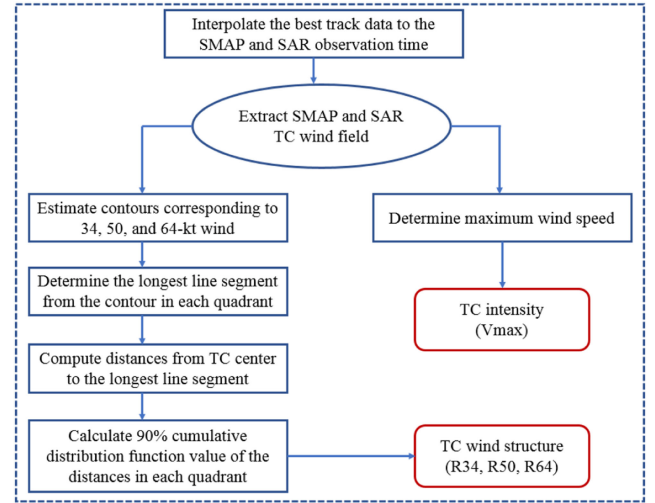 Interpolate the best track data to the
SMAP and SAR observation time
Extract SMAP and SAR
TC wind field
Estimate contours corresponding to
34, 50, and 64-kt wind
Determine maximum wind speed
Determine the longest line segment
from the contour in each quadrant
TC intensity
(Vmax)
Compute distances from TC center
to the longest line segment
Calculate 90% cumulative
distribution function value of the
distances in each quadrant
TC wind structure
(R34, R50, R64)